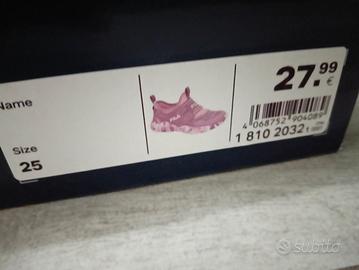 Name
Size
25
FILA
27.99
€
4 068752 904089
1 810 2032
subito